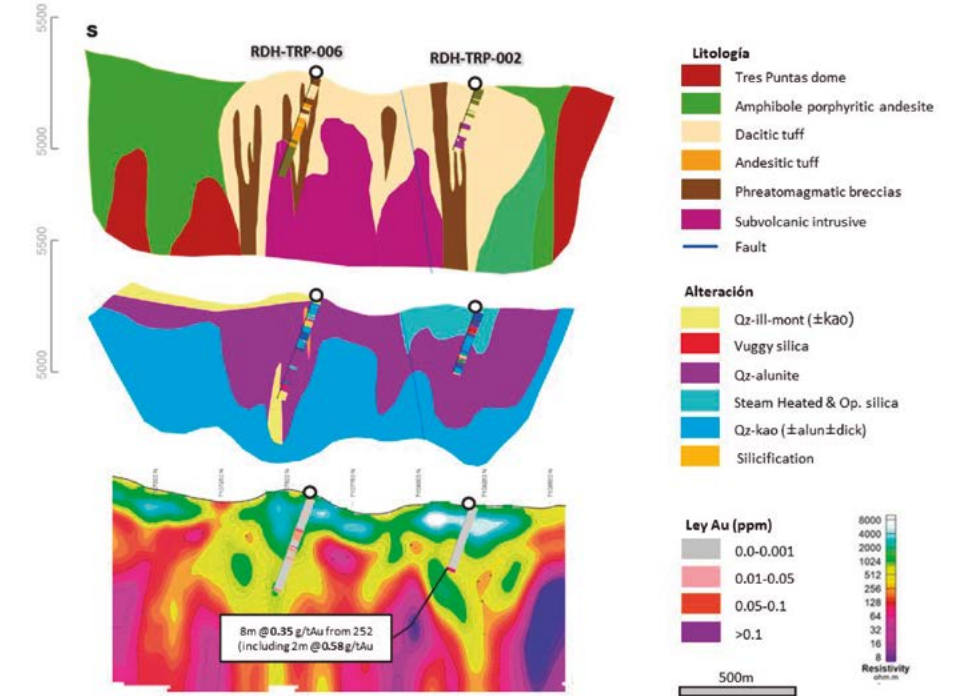 S
RDH-TRP-006
RDH-TRP-002
5500
5000
5500
5000
Litología
Tres Puntas dome
Amphibole porphyritic andesite
Dacitic tuff
Andesitic tuff
Phreatomagmatic breccias
Subvolcanic intrusive
Fault
Alteración
Qz-ill-mont (±kao)
Vuggy silica
Qz-alunite
Steam Heated & Op. silica
Qz-kao (±alun±dick)
Silicification
8m @0.35 g/tAu from 252
(including 2m @0.58g/tAu
Ley Au (ppm)
0.0-0.001
0.01-0.05
0.05-0.1
>0.1
8000
4000
2000
1024
512
256
128
64
32
16
8
Resistivity
ohm.m
500m